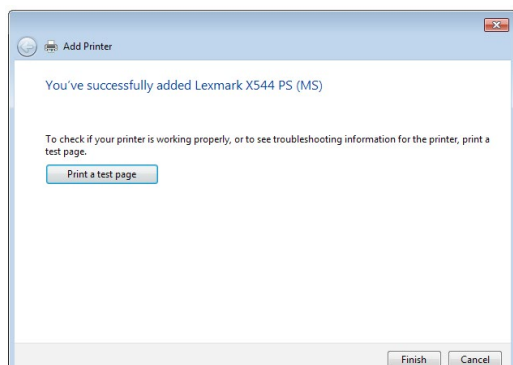 Add Printer
You've successfully added Lexmark X544 PS (MS)
To check if your printer is working properly, or to see troubleshooting information for the printer, print a
test page.
Print a test page
Finish Cancel